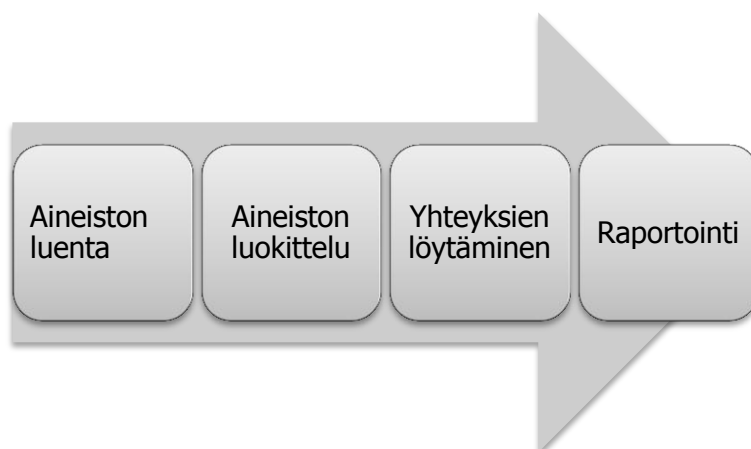 Aineiston
luenta
Aineiston
luokittelu
Yhteyksien
löytäminen
Raportointi